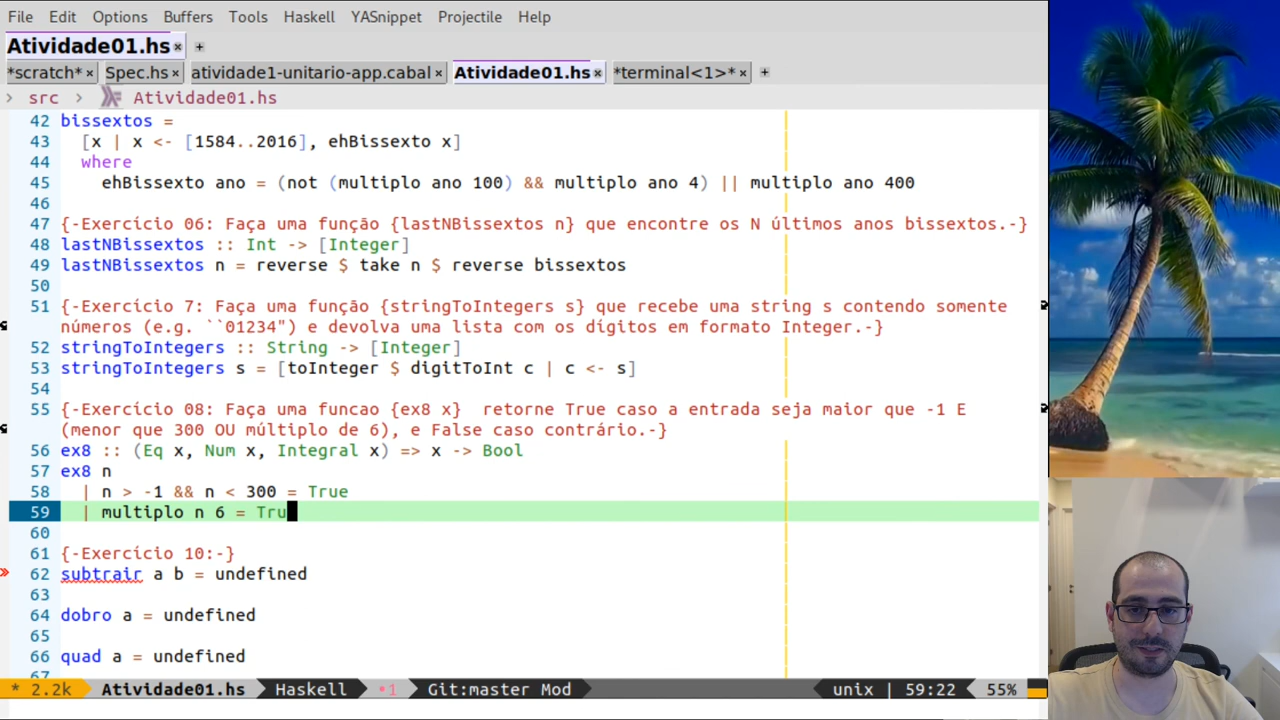 File Edit Options Buffers Tools Haskell YASnippet Projectile Help
Atividade01.hs × +
*scratch* × Spec.hs × atividade1-unitario-app.cabal × Atividade01.hs × *terminal<1>* × +
> src > Atividade01.hs
42 bissextos =
43 [x | x <- [1584..2016], ehBissexto x]
44 where
45 ehBissexto ano = (not (multiplo ano 100) && multiplo ano 4) || multiplo ano 400
46
47 {-Exercício 06: Faça uma função {lastNBissextos n} que encontre os N últimos anos bissextos.-}
48 lastNBissextos :: Int -> [Integer]
49 lastNBissextos n = reverse $ take n $ reverse bissextos
50
51 {-Exercício 7: Faça uma função {stringToIntegers s} que recebe uma string s contendo somente
números (e.g. ``01234") e devolva uma lista com os dígitos em formato Integer.-}
52 stringToIntegers :: String -> [Integer]
53 stringToIntegers s = [toInteger $ digitToInt c | c <- s]
54
55 {-Exercício 08: Faça uma funcao {ex8 x}  retorne True caso a entrada seja maior que -1 E
(menor que 300 OU múltiplo de 6), e False caso contrário.-}
56 ex8 :: (Eq x, Num x, Integral x) => x -> Bool
57 ex8 n
58 | n > -1 && n < 300 = True
59 | multiplo n 6 = Tru
60
61 {-Exercício 10:-}
62 subtrair a b = undefined
63
64 dobro a = undefined
65
66 quad a = undefined
67
* 2.2k Atividade01.hs Haskell •1 Git:master Mod unix | 59:22 55%